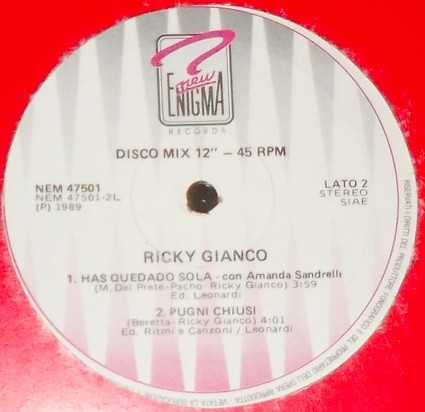 new
ENIGMA
RECORDS
DISCO MIX 12" — 45 RPM
NEM 47501
NEM 47501-2L
(P) 1989
LATO 2
STEREO
SIAE
RICKY GIANCO
1. HAS QUEDADO SOLA - con Amanda Sandrelli
(M. Del Prete-Pacho-Ricky Gianco) 3:59
Ed. Leonardi
2. PUGNI CHIUSI
(Beretta-Ricky Gianco) 4:01
Ed. Ritmi e Canzoni / Leonardi
RISERVATI I DIRITTI DEL PRODUTTORE FONOGRAFICO E DEL PROPRIETARIO DELL'OPERA RIPRODOTTA - VIETATA LA DUPLICAZIONE